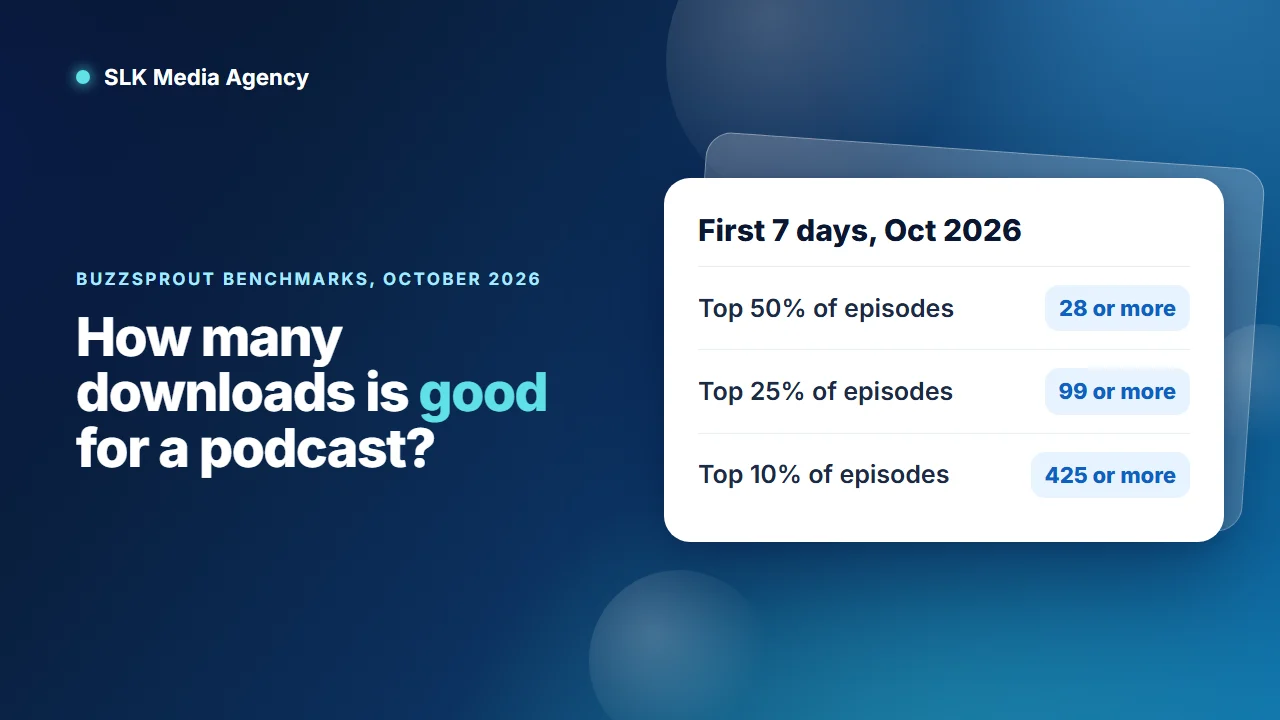 SLK Media Agency
BUZZSPROUT BENCHMARKS, OCTOBER 2026
How many
downloads is good
for a podcast?
First 7 days, Oct 2026
Top 50% of episodes 28 or more
Top 25% of episodes 99 or more
Top 10% of episodes 425 or more